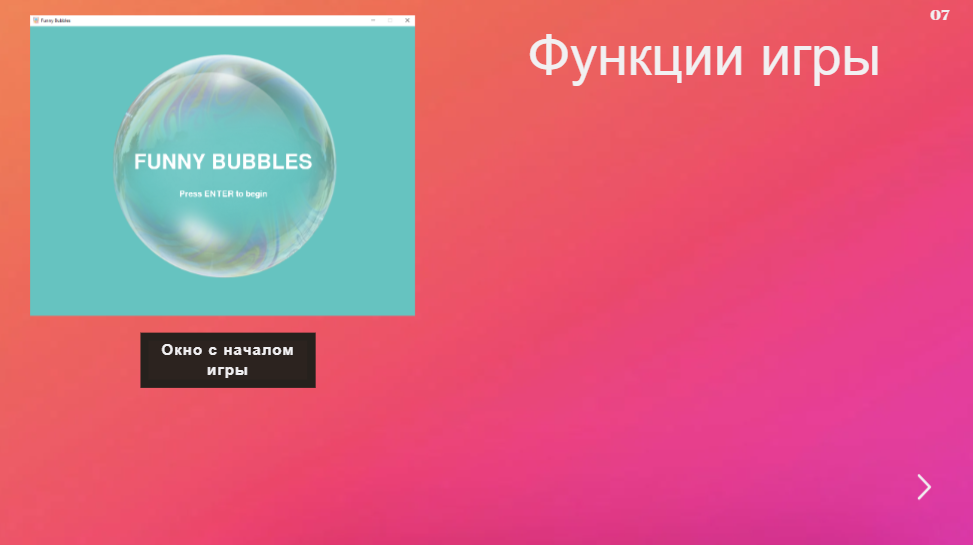 Funny Bubbles
07
Функции игры
FUNNY BUBBLES
Press ENTER to begin
Окно с началом
игры